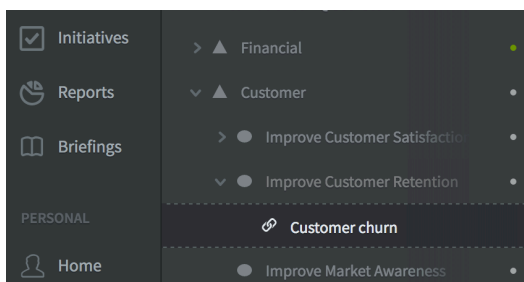 Initiatives
Reports
Briefings
PERSONAL
Home
Financial
Customer
Improve Customer Satisfactio
Improve Customer Retention
Customer churn
Improve Market Awareness